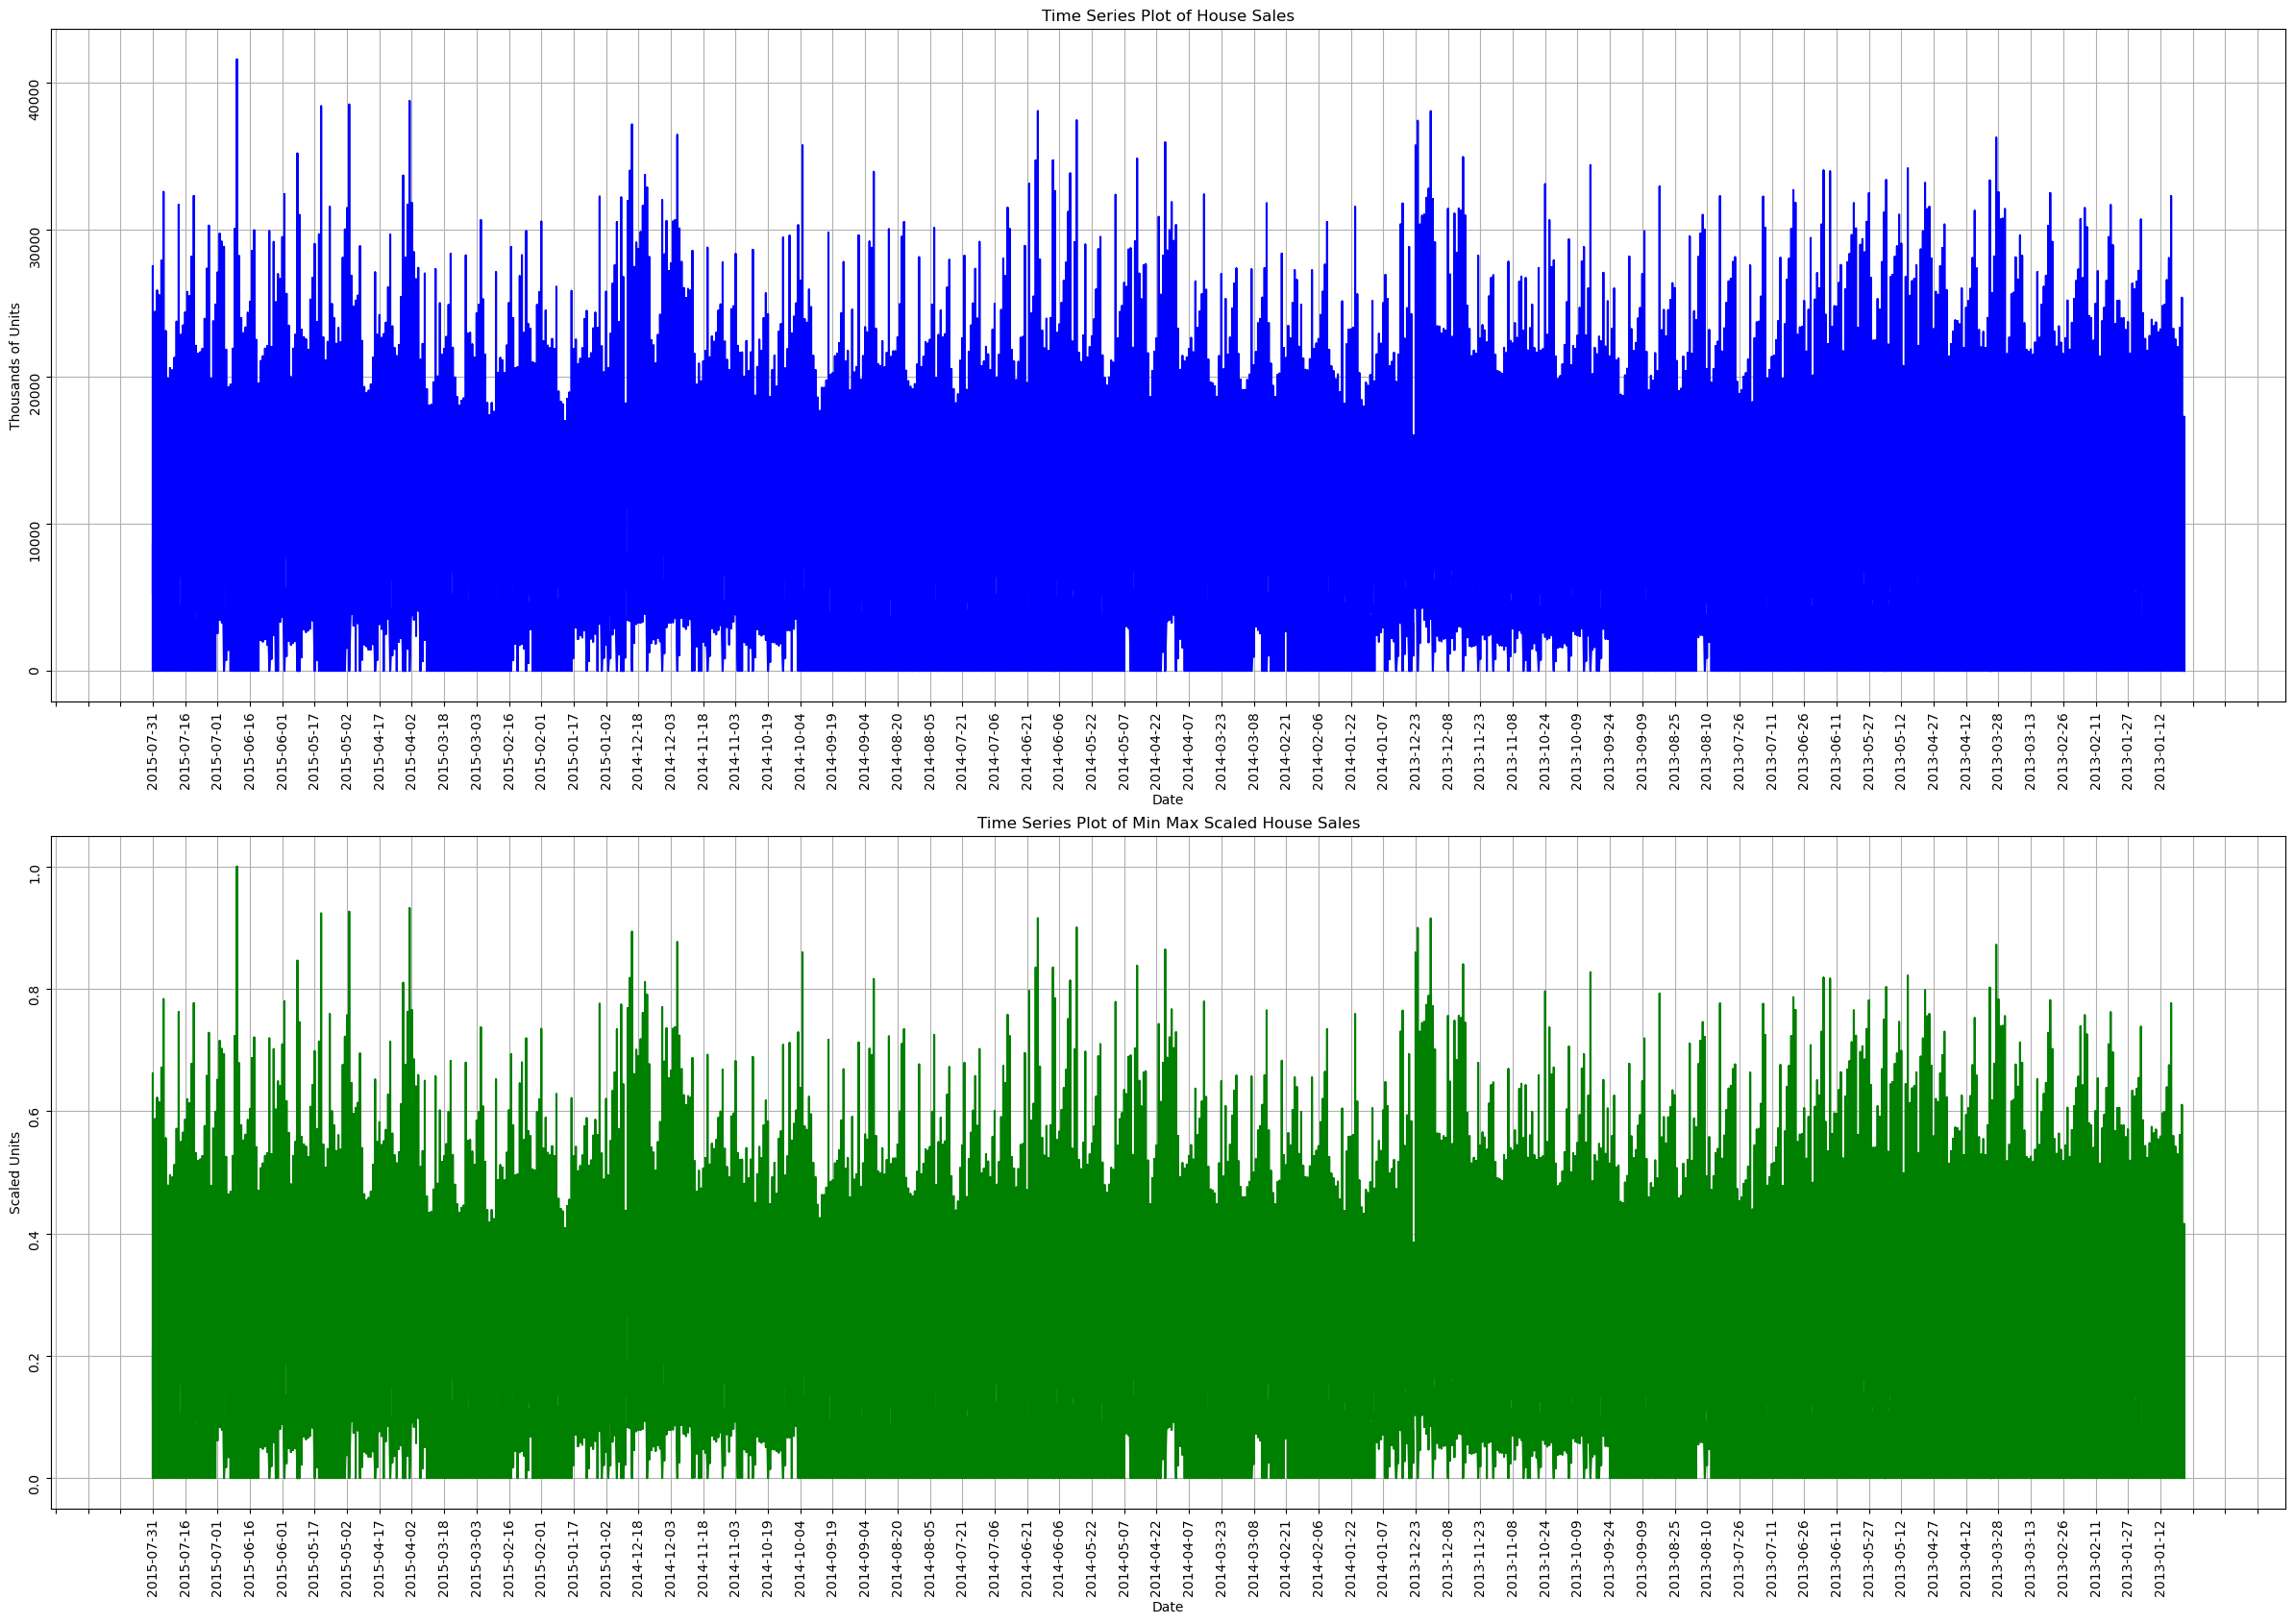 Time Series Plot of House Sales
Thousands of Units
40000
30000
20000
10000
0
2015-07-31 2015-07-16 2015-07-01 2015-06-16 2015-06-01 2015-05-17 2015-05-02 2015-04-17 2015-04-02 2015-03-18 2015-03-03 2015-02-16 2015-02-01 2015-01-17 2015-01-02 2014-12-18 2014-12-03 2014-11-18 2014-11-03 2014-10-19 2014-10-04 2014-09-19 2014-09-04 2014-08-20 2014-08-05 2014-07-21 2014-07-06 2014-06-21 2014-06-06 2014-05-22 2014-05-07 2014-04-22 2014-04-07 2014-03-23 2014-03-08 2014-02-21 2014-02-06 2014-01-22 2014-01-07 2013-12-23 2013-12-08 2013-11-23 2013-11-08 2013-10-24 2013-10-09 2013-09-24 2013-09-09 2013-08-25 2013-08-10 2013-07-26 2013-07-11 2013-06-26 2013-06-11 2013-05-27 2013-05-12 2013-04-27 2013-04-12 2013-03-28 2013-03-13 2013-02-26 2013-02-11 2013-01-27 2013-01-12
Date
Time Series Plot of Min Max Scaled House Sales
Scaled Units
1.0
0.8
0.6
0.4
0.2
0.0
2015-07-31 2015-07-16 2015-07-01 2015-06-16 2015-06-01 2015-05-17 2015-05-02 2015-04-17 2015-04-02 2015-03-18 2015-03-03 2015-02-16 2015-02-01 2015-01-17 2015-01-02 2014-12-18 2014-12-03 2014-11-18 2014-11-03 2014-10-19 2014-10-04 2014-09-19 2014-09-04 2014-08-20 2014-08-05 2014-07-21 2014-07-06 2014-06-21 2014-06-06 2014-05-22 2014-05-07 2014-04-22 2014-04-07 2014-03-23 2014-03-08 2014-02-21 2014-02-06 2014-01-22 2014-01-07 2013-12-23 2013-12-08 2013-11-23 2013-11-08 2013-10-24 2013-10-09 2013-09-24 2013-09-09 2013-08-25 2013-08-10 2013-07-26 2013-07-11 2013-06-26 2013-06-11 2013-05-27 2013-05-12 2013-04-27 2013-04-12 2013-03-28 2013-03-13 2013-02-26 2013-02-11 2013-01-27 2013-01-12
Date